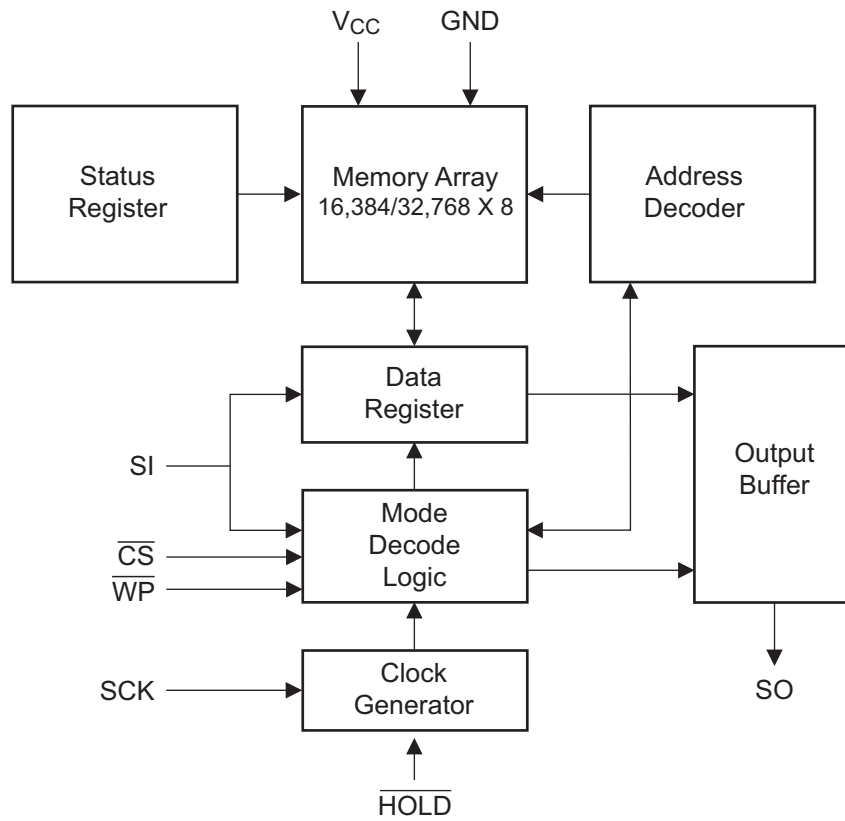 VCC GND
Status
Register
Memory Array
16,384/32,768 X 8
Address
Decoder
Data
Register
SI
Output
Buffer
Mode
Decode
Logic
CS
WP
Clock
Generator
SCK
SO
HOLD